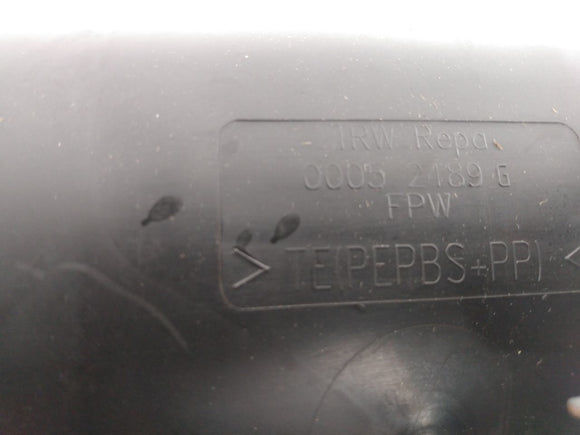 TRW Repa
0005 2489 G
FPW
> TE(PEPBS+PP) <